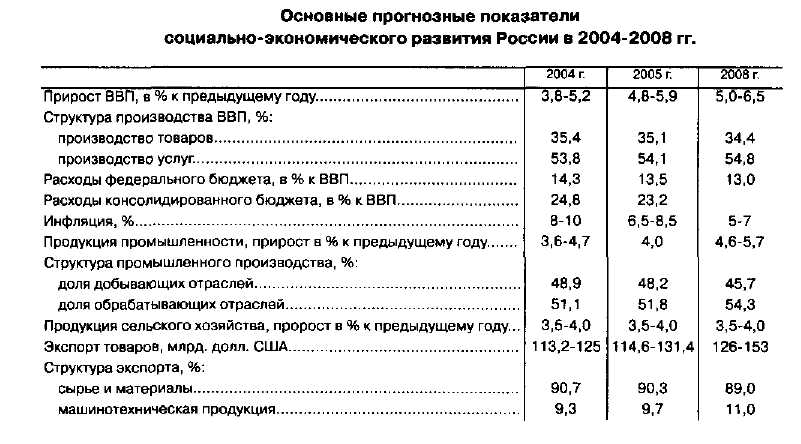 Основные прогнозные показатели
социально-экономического развития России в 2004-2008 гг.
2004 г. 2005 г. 2008 г.
Прирост ВВП, в % к предыдущему году 3,8-5,2 4,8-5,9 5,0-6,5
Структура производства ВВП, %:
производство товаров 35,4 35,1 34,4
производство услуг 53,8 54,1 54,8
Расходы федерального бюджета, в % к ВВП 14,3 13,5 13,0
Расходы консолидированного бюджета, в % к ВВП 24,8 23,2
Инфляция, % 8-10 6,5-8,5 5-7
Продукция промышленности, прирост в % к предыдущему году 3,6-4,7 4,0 4,6-5,7
Структура промышленного производства, %:
доля добывающих отраслей 48,9 48,2 45,7
доля обрабатывающих отраслей 51,1 51,8 54,3
Продукция сельского хозяйства, пророст в % к предыдущему году 3,5-4,0 3,5-4,0 3,5-4,0
Экспорт товаров, млрд. долл. США 113,2-125 114,6-131,4 126-153
Структура экспорта, %:
сырье и материалы 90,7 90,3 89,0
машинотехническая продукция 9,3 9,7 11,0